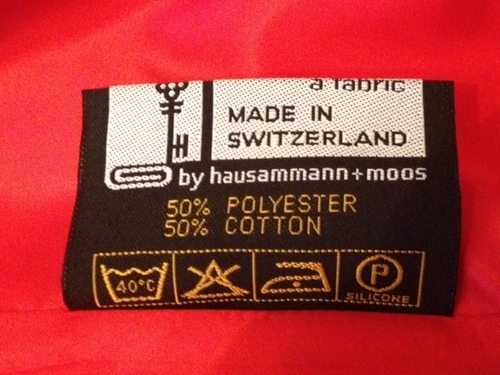 a fabric
MADE IN
SWITZERLAND
by hausammann+moos
50% POLYESTER
50% COTTON
40°C
P
SILICONE